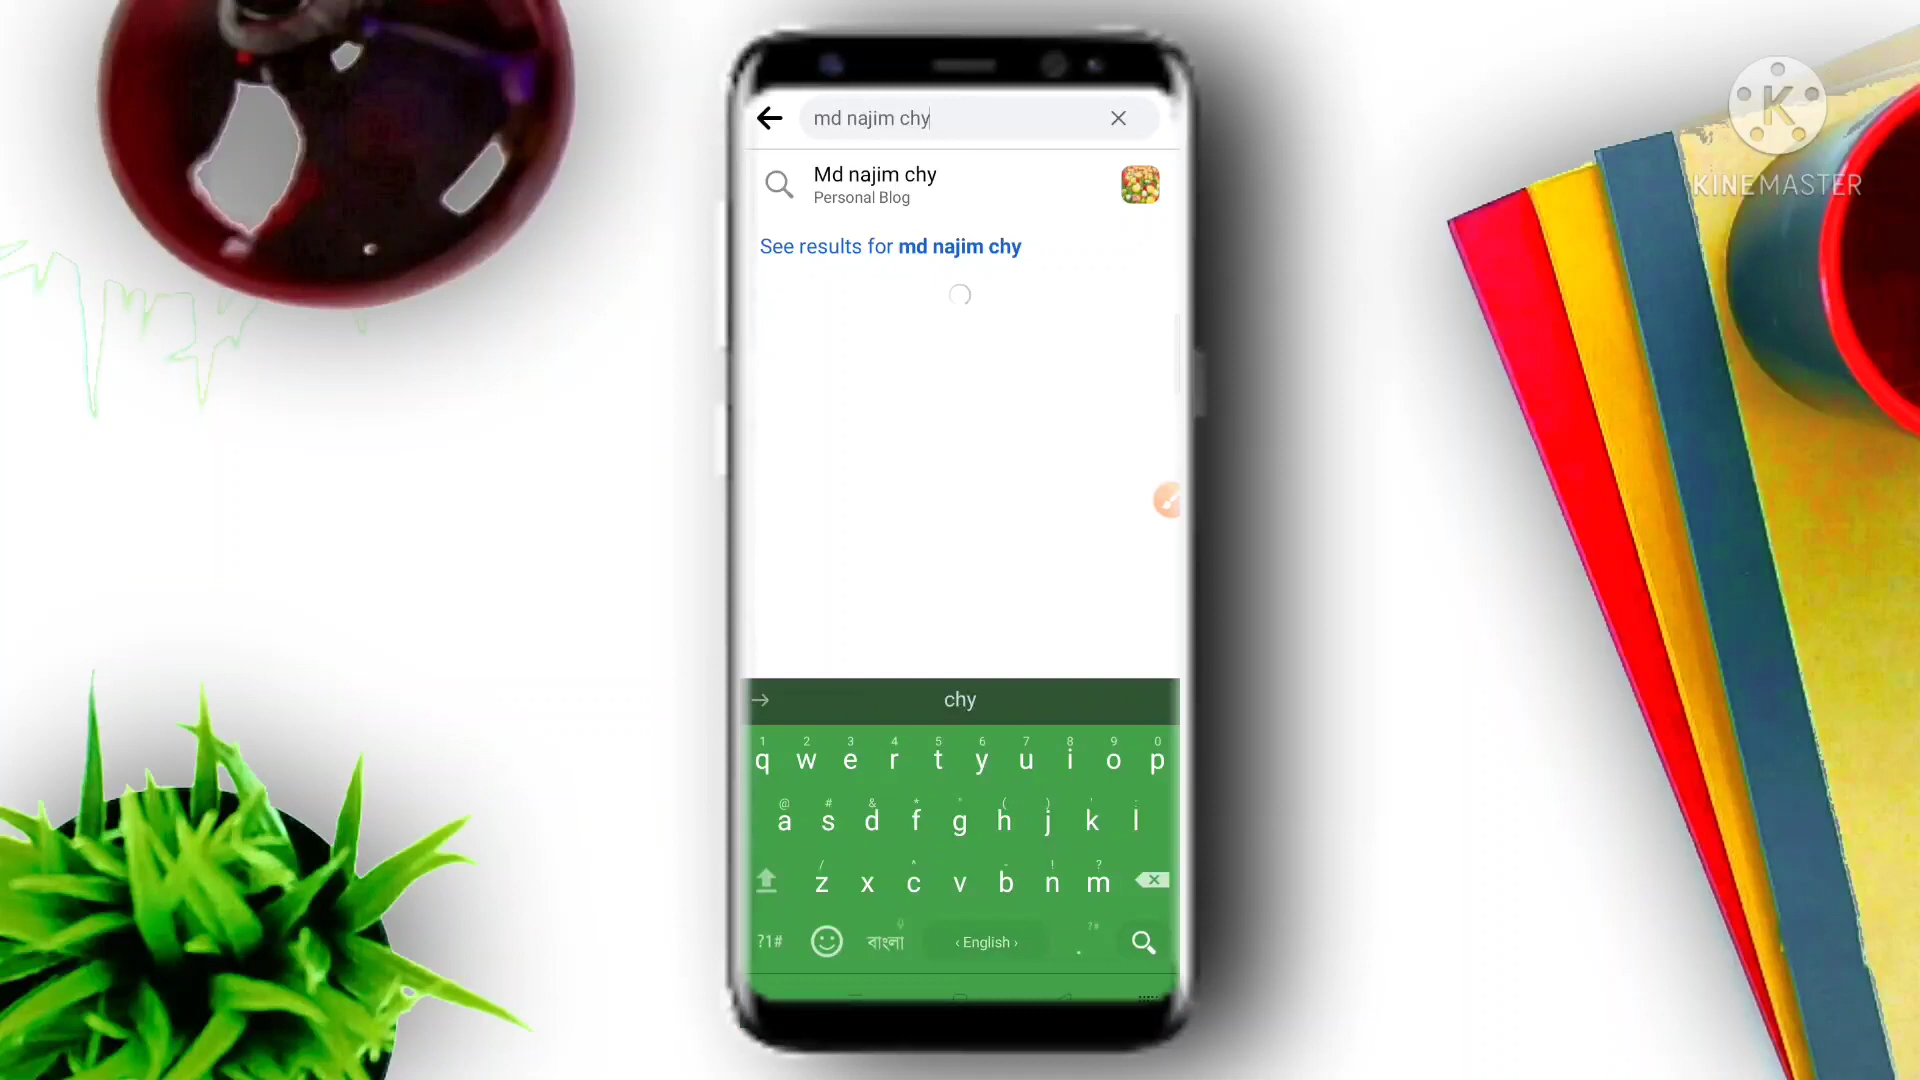 md najim chy
Md najim chy
Personal Blog
See results for md najim chy
KINEMASTER
chy
1 2 3 4 5 6 7 8 9 0
q w e r t y u i o p
@ # & * " ( ) ' :
a s d f g h j k l
/ ^ - ! ?
z x c v b n m
?1# বাংলা ‹ English › .